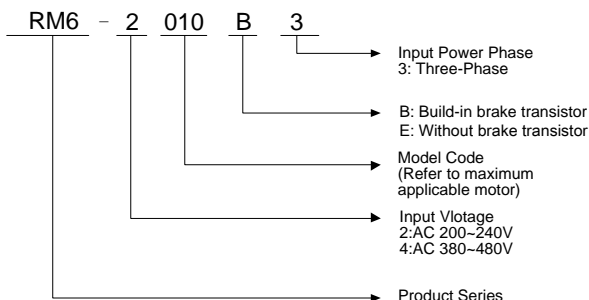 RM6 - 2 010 B 3
Input Power Phase
3: Three-Phase
B: Build-in brake transistor
E: Without brake transistor
Model Code
(Refer to maximum
applicable motor)
Input Vlotage
2:AC 200~240V
4:AC 380~480V
Product Series